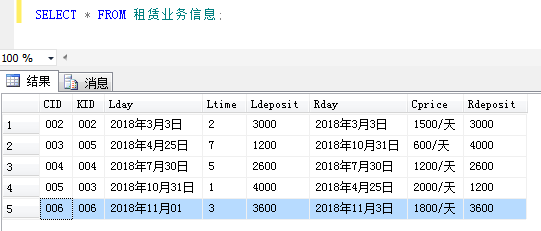 SELECT * FROM 租赁业务信息;
100 %
结果 消息
CID KID Lday Ltime Ldeposit Rday Cprice Rdeposit
1 002 002 2018年3月3日 2 3000 2018年3月3日 1500/天 3000
2 003 005 2018年4月25日 7 1200 2018年10月31日 600/天 4000
3 004 004 2018年7月30日 5 2600 2018年7月30日 1200/天 2600
4 005 003 2018年10月31日 1 4000 2018年4月25日 2000/天 1200
5 006 006 2018年11月01 3 3600 2018年11月3日 1800/天 3600